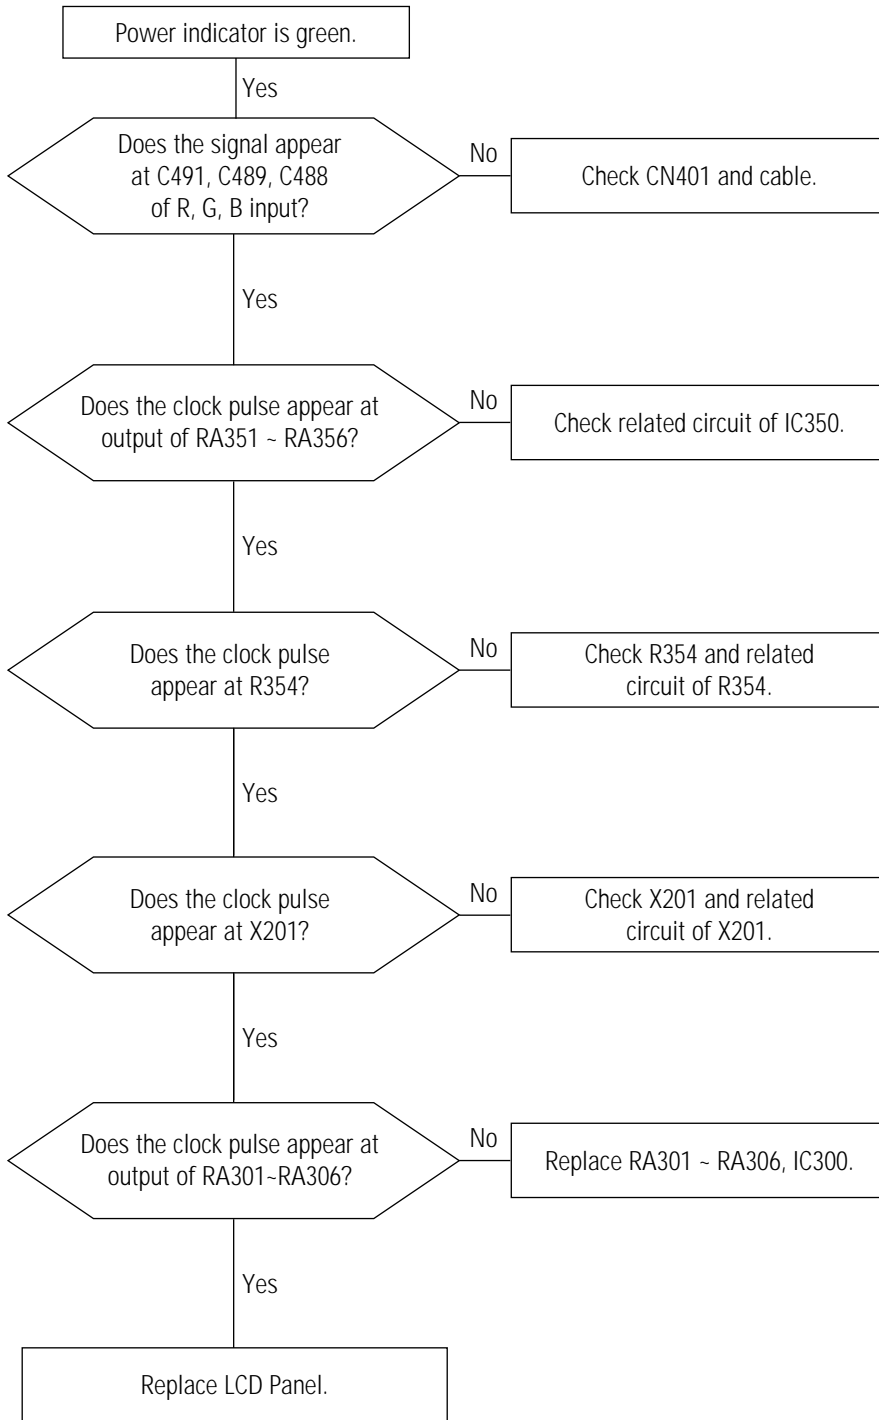 Power indicator is green.
Yes
Does the signal appear
at C491, C489, C488
of R, G, B input?
No
Check CN401 and cable.
Yes
Does the clock pulse appear at
output of RA351 ~ RA356?
No
Check related circuit of IC350.
Yes
Does the clock pulse
appear at R354?
No
Check R354 and related
circuit of R354.
Yes
Does the clock pulse
appear at X201?
No
Check X201 and related
circuit of X201.
Yes
Does the clock pulse appear at
output of RA301~RA306?
No
Replace RA301 ~ RA306, IC300.
Yes
Replace LCD Panel.